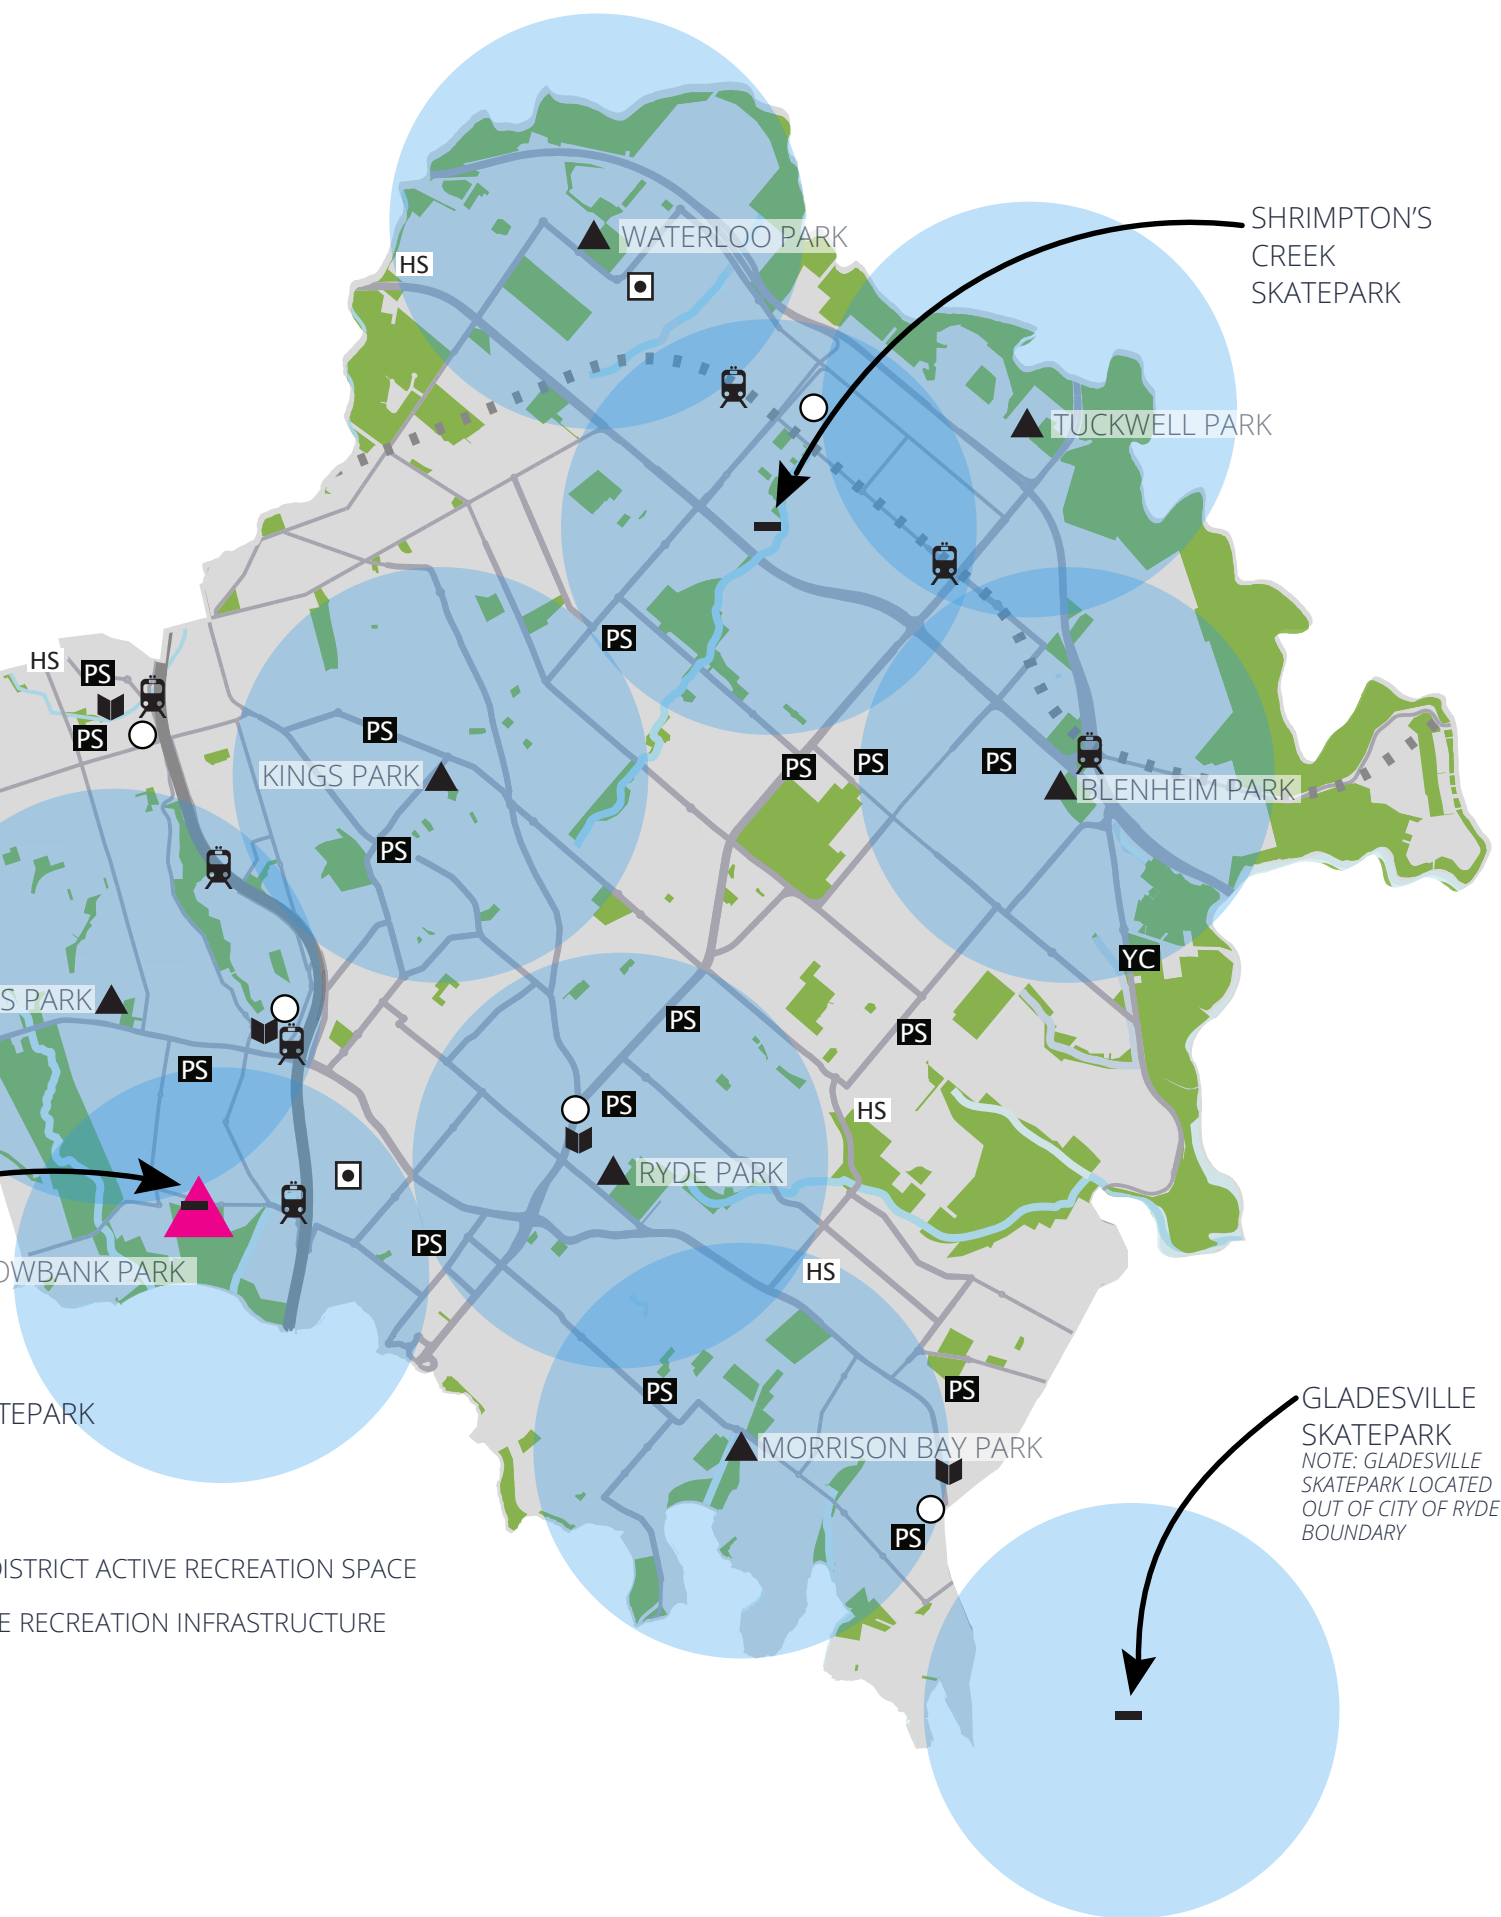 WATERLOO PARK
SHRIMPTON'S
CREEK
SKATEPARK
HS
TUCKWELL PARK
PS
HS
PS
PS
PS
KINGS PARK
PS
PS
PS
PS
BLENHEIM PARK
PS
YC
S PARK
PS
PS
PS
PS
HS
RYDE PARK
PS
OWBANK PARK
HS
PS
PS
TEPARK
MORRISON BAY PARK
GLADESVILLE
SKATEPARK
NOTE: GLADESVILLE
SKATEPARK LOCATED
OUT OF CITY OF RYDE
BOUNDARY
PS
DISTRICT ACTIVE RECREATION SPACE
E RECREATION INFRASTRUCTURE